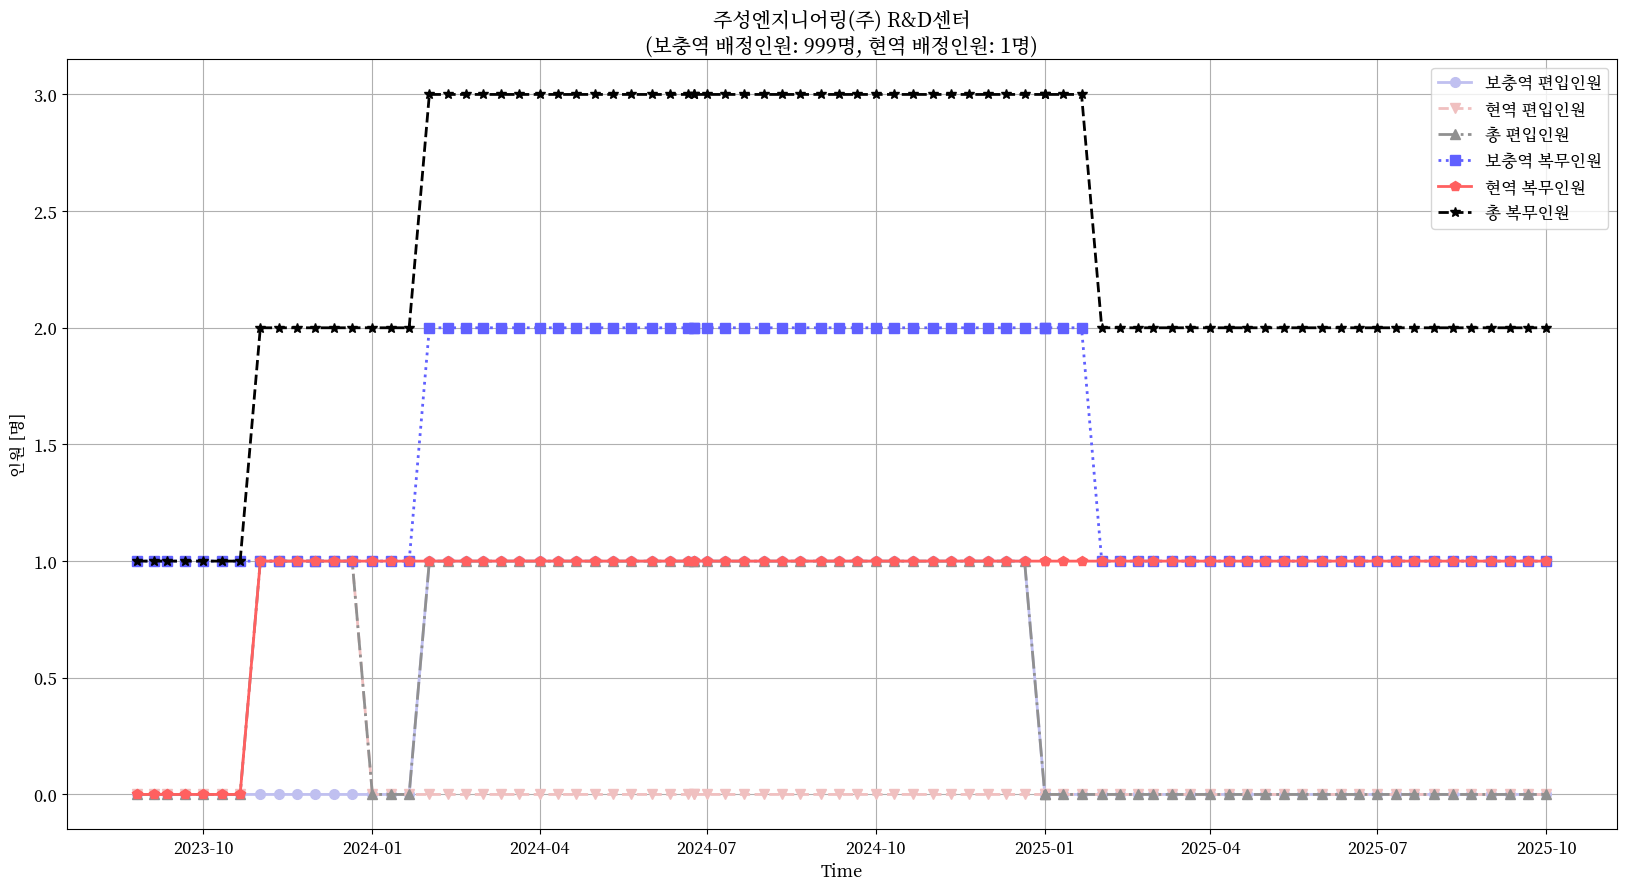 주성엔지니어링(주) R&D센터
(보충역 배정인원: 999명, 현역 배정인원: 1명)
보충역 편입인원
현역 편입인원
총 편입인원
보충역 복무인원
현역 복무인원
총 복무인원
인원 [명]
3.0
2.5
2.0
1.5
1.0
0.5
0.0
2023-10
2024-01
2024-04
2024-07
2024-10
2025-01
2025-04
2025-07
2025-10
Time